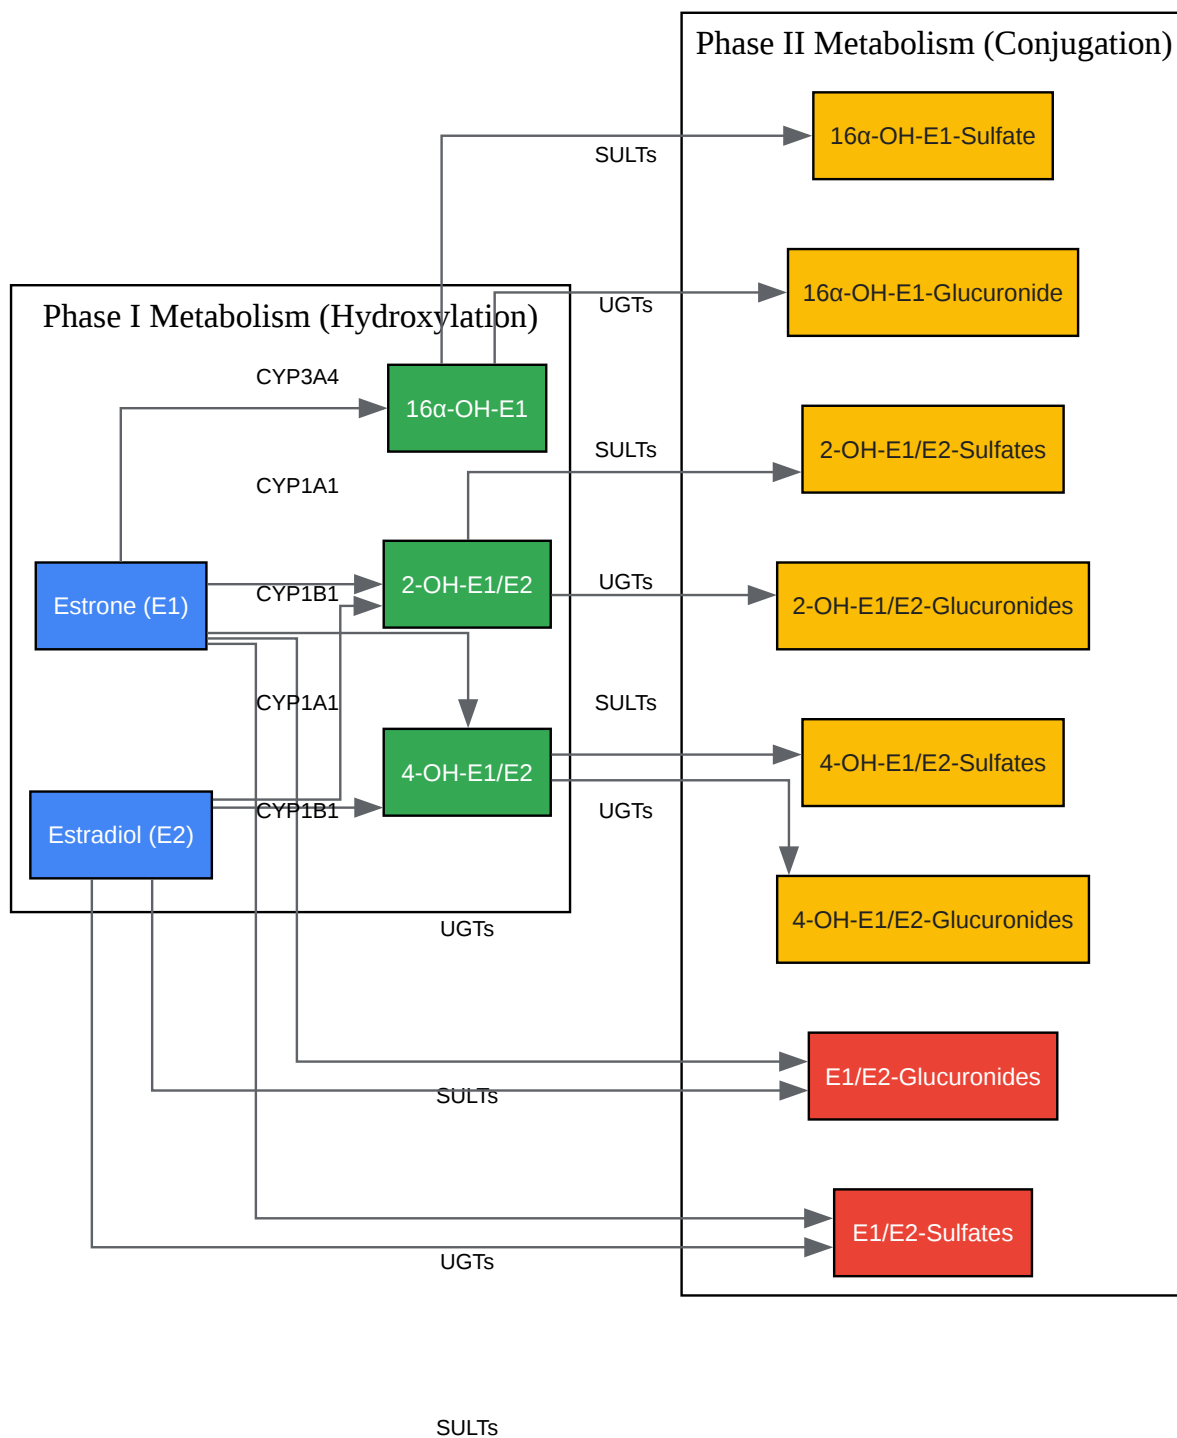 Phase II Metabolism (Conjugation)
16α-OH-E1-Sulfate
SULTs
16α-OH-E1-Glucuronide
UGTs
Phase I Metabolism (Hydroxylation)
CYP3A4
16α-OH-E1
SULTs
2-OH-E1/E2-Sulfates
CYP1A1
UGTs
2-OH-E1/E2
CYP1B1
Estrone (E1)
2-OH-E1/E2-Glucuronides
CYP1A1
SULTs
4-OH-E1/E2
4-OH-E1/E2-Sulfates
CYP1B1
UGTs
Estradiol (E2)
4-OH-E1/E2-Glucuronides
UGTs
E1/E2-Glucuronides
SULTs
E1/E2-Sulfates
UGTs
SULTs